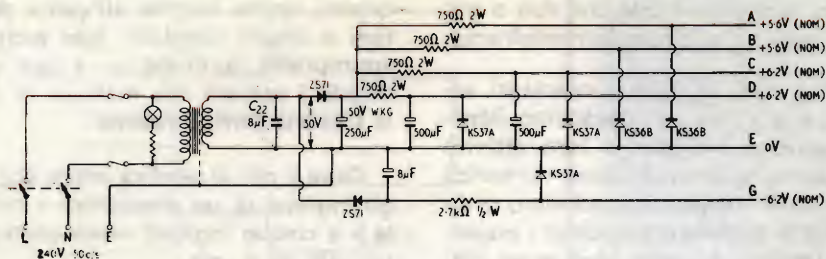 750Ω 2W
A +5·6V (NOM)
750Ω 2W
B +5·6V (NOM)
750Ω 2W
C +6·2V (NOM)
ZS71
750Ω 2W
D +6·2V (NOM)
C22
8μF
30V
50V WKG
250μF
500μF
KS37A
500μF
KS37A
KS36B
KS36B
E 0V
8μF
KS37A
ZS71
2·7kΩ ½ W
G -6·2V (NOM)
L N E
240V 50c/s